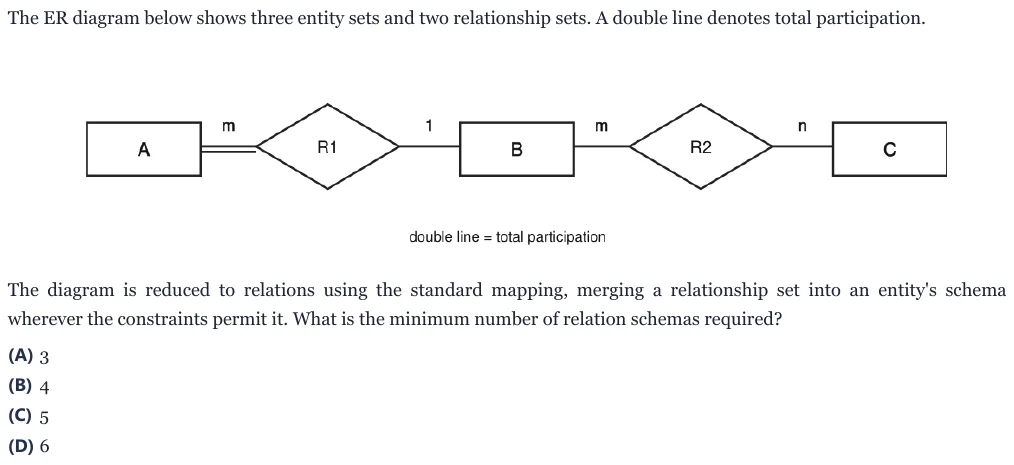 The ER diagram below shows three entity sets and two relationship sets. A double line denotes total participation.
m
1
m
n
A
R1
B
R2
C
double line = total participation
The diagram is reduced to relations using the standard mapping, merging a relationship set into an entity's schema
wherever the constraints permit it. What is the minimum number of relation schemas required?
(A) 3
(B) 4
(C) 5
(D) 6